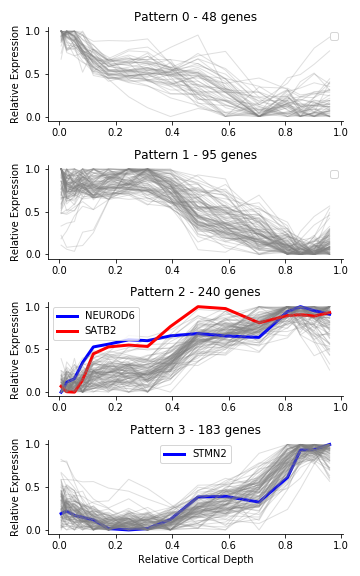 Pattern 0 - 48 genes
Relative Expression
1.0
0.5
0.0
0.0 0.2 0.4 0.6 0.8 1.0
Pattern 1 - 95 genes
Relative Expression
1.0
0.5
0.0
0.0 0.2 0.4 0.6 0.8 1.0
Pattern 2 - 240 genes
Relative Expression
1.0
0.5
0.0
NEUROD6
SATB2
0.0 0.2 0.4 0.6 0.8 1.0
Pattern 3 - 183 genes
Relative Expression
1.0
0.5
0.0
STMN2
0.0 0.2 0.4 0.6 0.8 1.0
Relative Cortical Depth